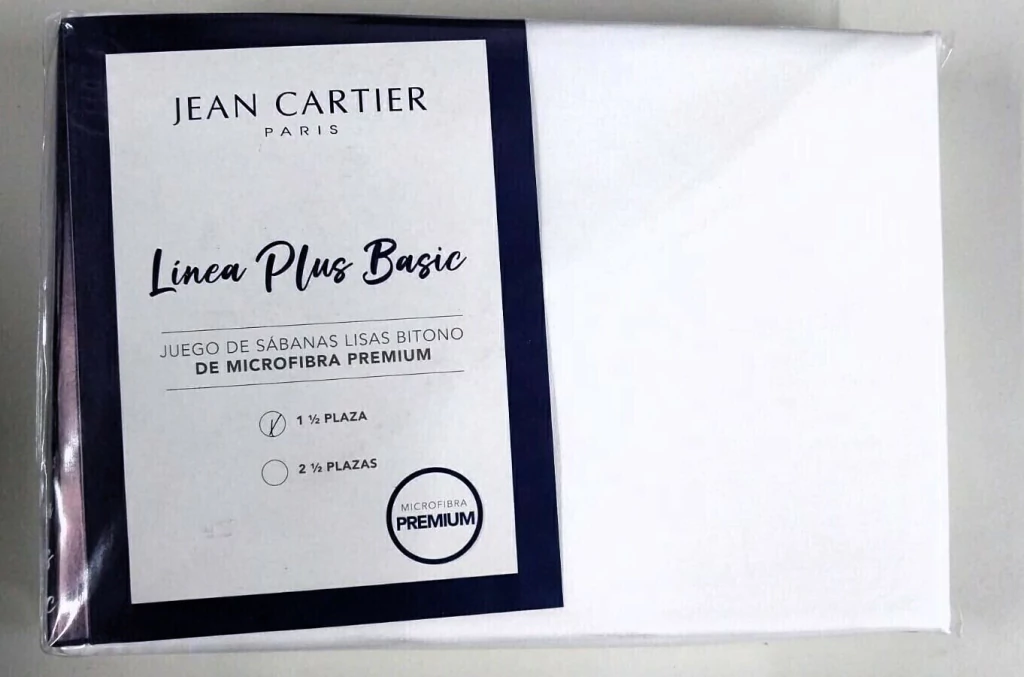 JEAN CARTIER
PARIS
Línea Plus Basic
JUEGO DE SÁBANAS LISAS BITONO
DE MICROFIBRA PREMIUM
1 ½ PLAZA
2 ½ PLAZAS
MICROFIBRA
PREMIUM